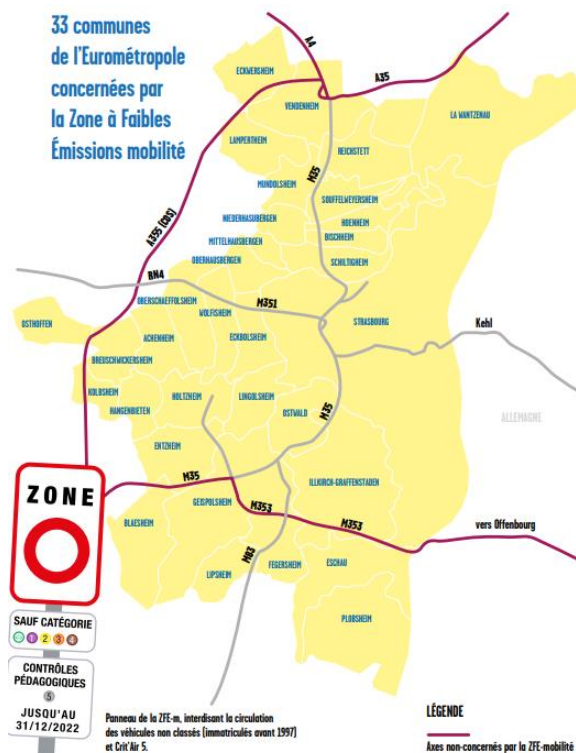 33 communes
de l'Eurométropole
concernées par
la Zone à Faibles
Émissions mobilité
A4
ECKWERSHEIM
A35
VENDENHEIM
LA WANTZENAU
LAMPERTHEIM
REICHSTETT
M35
MUNDOLSHEIM
SOUFFELWEYERSHEIM
A355 (COS)
NIEDERHAUSBERGEN
HOENHEIM
BISCHHEIM
MITTELHAUSBERGEN
OBERHAUSBERGEN
SCHILTIGHEIM
RN4
OBERSCHAEFFOLSHEIM
M351
WOLFISHEIM
OSTHOFFEN
STRASBOURG
Kehl
ACHENHEIM
ECKBOLSHEIM
BREUSCHWICKERSHEIM
KOLBSHEIM
HOLTZHEIM
LINGOLSHEIM
HANGENBIETEN
OSTWALD
M35
ALLEMAGNE
ENTZHEIM
M35
ILLKIRCH-GRAFFENSTADEN
ZONE
GEISPOLSHEIM
M353
BLAESHEIM
M353
vers Offenbourg
M83
LIPSHEIM
FEGERSHEIM
ESCHAU
PLOBSHEIM
SAUF CATÉGORIE
1 2 3 4
CONTRÔLES
PÉDAGOGIQUES
5
JUSQU'AU
31/12/2022
Panneau de la ZFE-m, interdisant la circulation
des véhicules non classés (immatriculés avant 1997)
et Crit'Air 5.
LÉGENDE
Axes non-concernés par la ZFE-mobilité